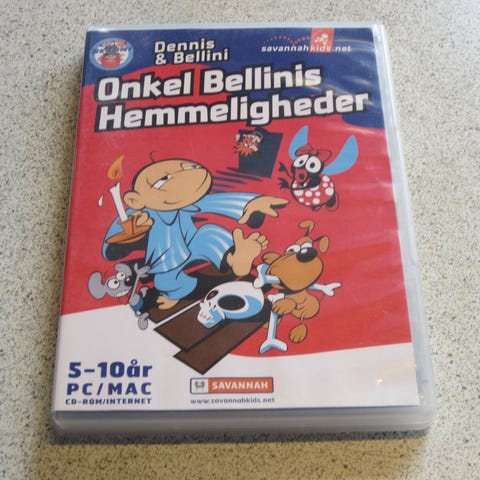 Dennis
& Bellini
savannahkids.net
Onkel Bellinis
Hemmeligheder
5-10år
PC/MAC
CD-ROM/INTERNET
SAVANNAH
www.savannahkids.net